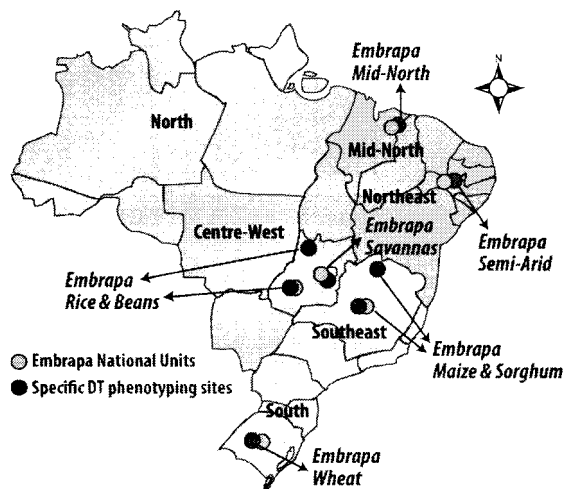 Embrapa
Mid-North
N
North
Mid-North
Northeast
Centre-West
Embrapa
Savannas
Embrapa
Semi-Arid
Embrapa
Rice & Beans
Southeast
Embrapa National Units
Specific DT phenotyping sites
Embrapa
Maize & Sorghum
South
Embrapa
Wheat